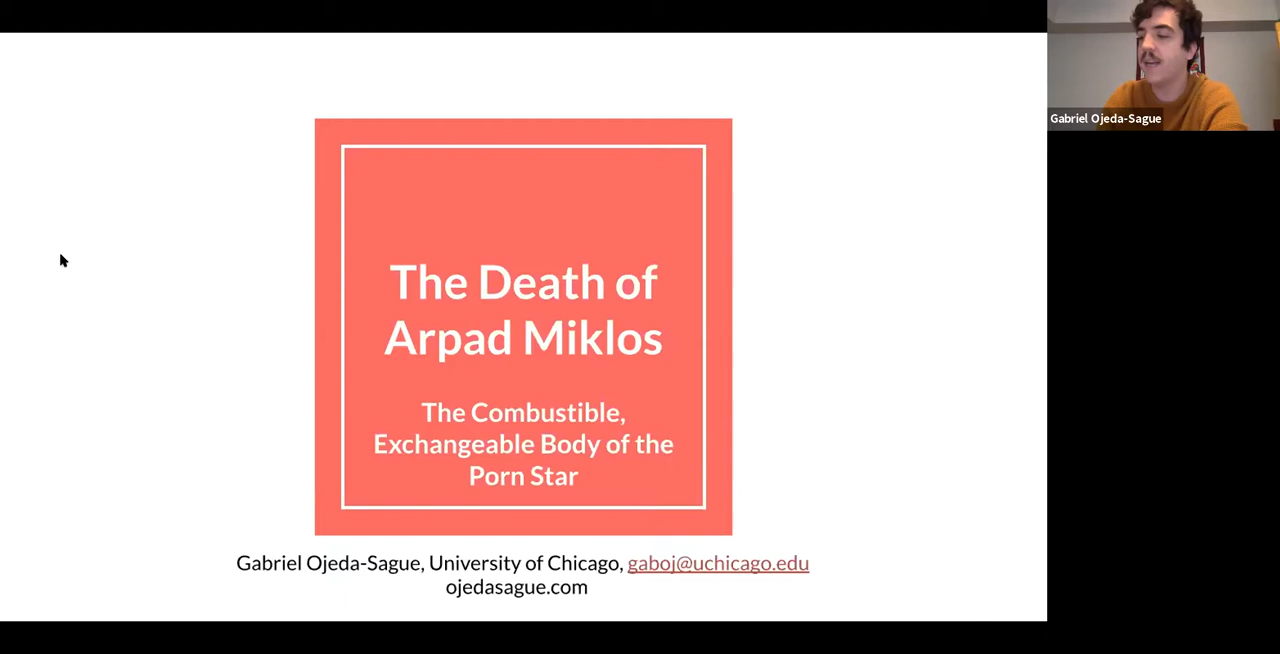 Gabriel Ojeda-Sague
The Death of
Arpad Miklos
The Combustible,
Exchangeable Body of the
Porn Star
Gabriel Ojeda-Sague, University of Chicago, gaboj@uchicago.edu
ojedasague.com